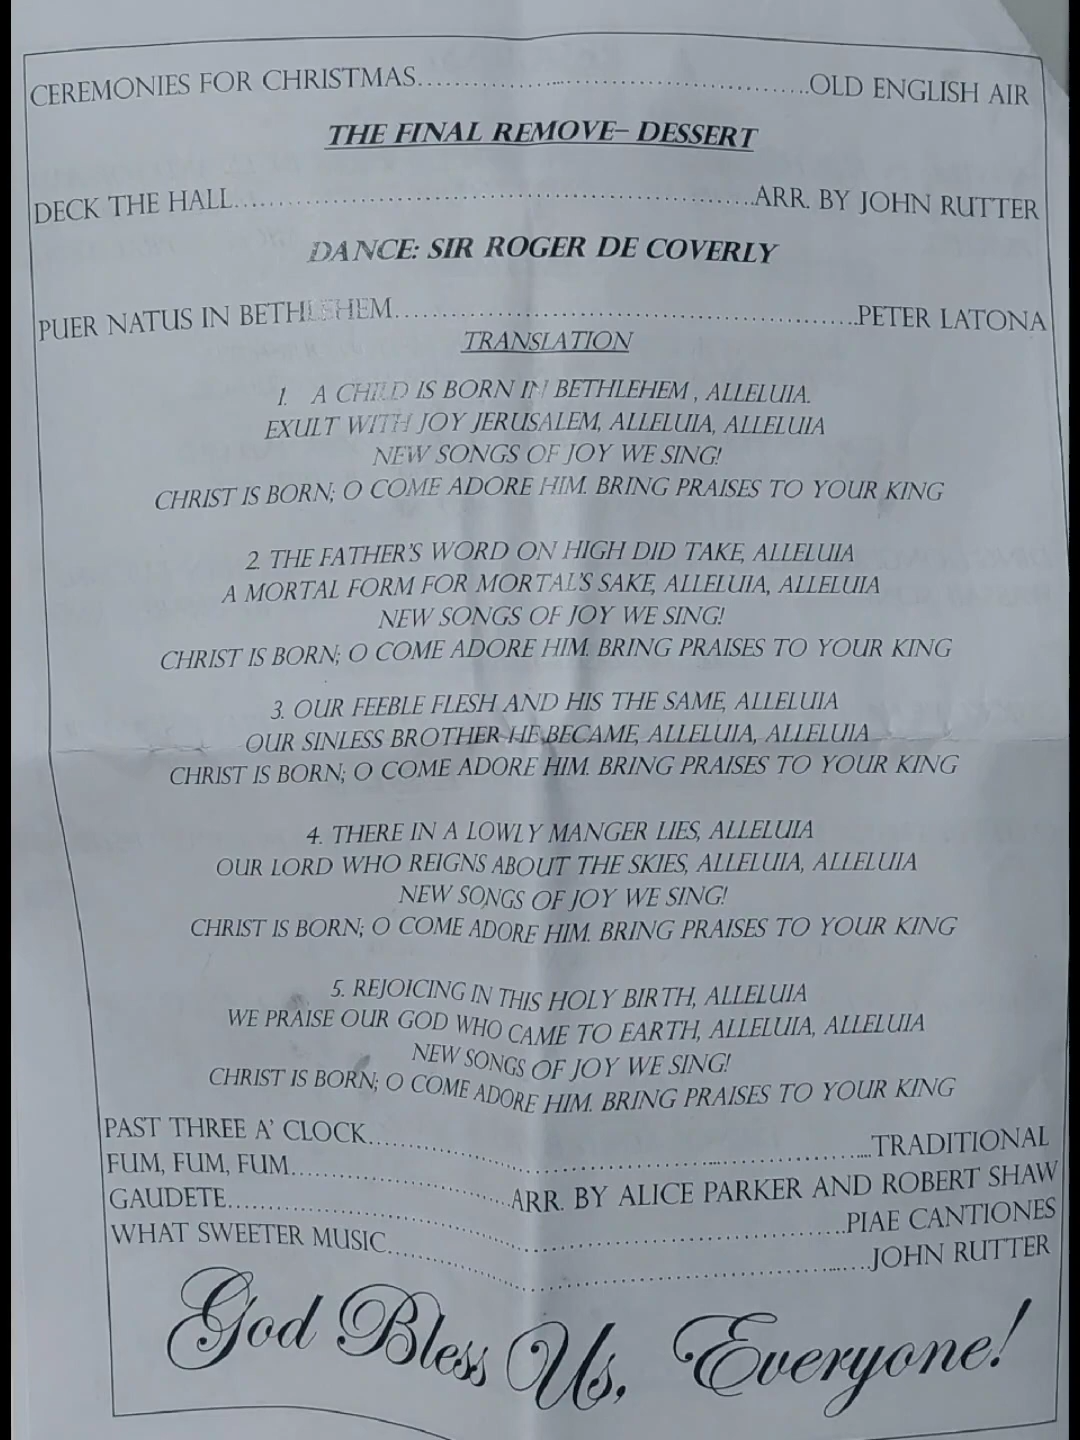 CEREMONIES FOR CHRISTMAS.......................................................OLD ENGLISH AIR
THE FINAL REMOVE– DESSERT
DECK THE HALL.......................................................................ARR. BY JOHN RUTTER
DANCE: SIR ROGER DE COVERLY
PUER NATUS IN BETHLEHEM...............................................................PETER LATONA
TRANSLATION
1. A CHILD IS BORN IN BETHLEHEM , ALLELUIA.
EXULT WITH JOY JERUSALEM, ALLELUIA, ALLELUIA
NEW SONGS OF JOY WE SING!
CHRIST IS BORN; O COME ADORE HIM. BRING PRAISES TO YOUR KING
2. THE FATHER'S WORD ON HIGH DID TAKE, ALLELUIA
A MORTAL FORM FOR MORTAL'S SAKE, ALLELUIA, ALLELUIA
NEW SONGS OF JOY WE SING!
CHRIST IS BORN; O COME ADORE HIM. BRING PRAISES TO YOUR KING
3. OUR FEEBLE FLESH AND HIS THE SAME, ALLELUIA
OUR SINLESS BROTHER HE BECAME, ALLELUIA, ALLELUIA
CHRIST IS BORN; O COME ADORE HIM. BRING PRAISES TO YOUR KING
4. THERE IN A LOWLY MANGER LIES, ALLELUIA
OUR LORD WHO REIGNS ABOUT THE SKIES, ALLELUIA, ALLELUIA
NEW SONGS OF JOY WE SING!
CHRIST IS BORN; O COME ADORE HIM. BRING PRAISES TO YOUR KING
5. REJOICING IN THIS HOLY BIRTH, ALLELUIA
WE PRAISE OUR GOD WHO CAME TO EARTH, ALLELUIA, ALLELUIA
NEW SONGS OF JOY WE SING!
CHRIST IS BORN; O COME ADORE HIM. BRING PRAISES TO YOUR KING
PAST THREE A' CLOCK.......................................................................TRADITIONAL
FUM, FUM, FUM................................ARR. BY ALICE PARKER AND ROBERT SHAW
GAUDETE.......................................................................................PIAE CANTIONES
WHAT SWEETER MUSIC.................................................................JOHN RUTTER
God Bless Us, Everyone!